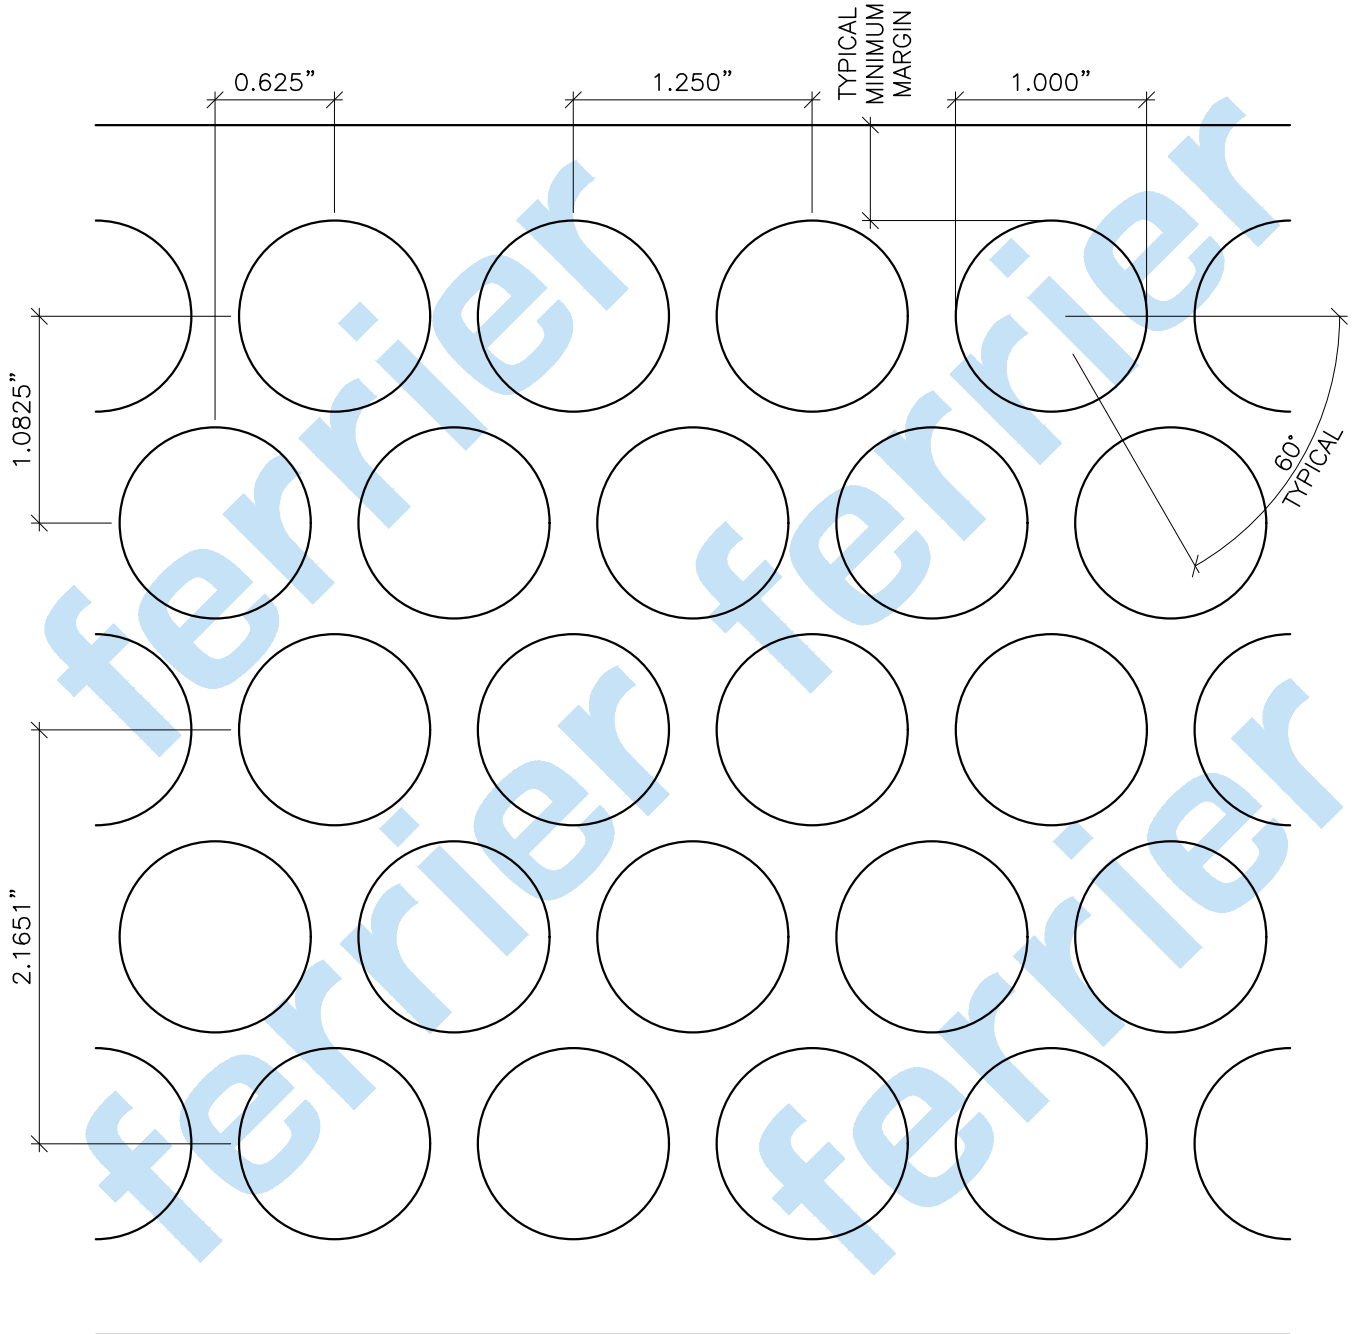 TYPICAL
MINIMUM
MARGIN
0.625”
1.250”
1.000”
1.0825”
60°
TYPICAL
2.1651”
ferrier
ferrier
ferrier
ferrier